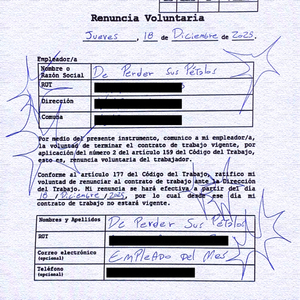 Renuncia Voluntaria
Jueves, 18 de Diciembre de 2025.
Empleador/a
Nombre o Razón Social De Perder Sus Pétalos
RUT
Dirección
Comuna
Por medio del presente instrumento, comunico a mi empleador/a,
la voluntad de terminar el contrato de trabajo vigente, por
aplicación del número 2 del artículo 159 del Código del Trabajo,
esto es, renuncia voluntaria del trabajador.
Conforme al artículo 177 del Código del Trabajo, ratifico mi
voluntad de renunciar al contrato de trabajo ante la Dirección
del Trabajo. Mi renuncia se hará efectiva a partir del día
18 Diciembre 2025, por lo cual desde ese día mi
contrato de trabajo no estará vigente.
Nombres y Apellidos De Perder Sus Pétalos
RUT
Correo electrónico (opcional) Empleado del Mes
Teléfono (opcional)